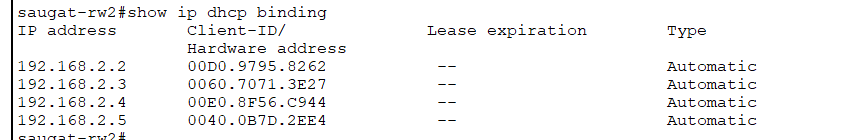 saugat-rw2#show ip dhcp binding
IP address Client-ID/ Lease expiration Type
Hardware address
192.168.2.2 00D0.9795.8262 -- Automatic
192.168.2.3 0060.7071.3E27 -- Automatic
192.168.2.4 00E0.8F56.C944 -- Automatic
192.168.2.5 0040.0B7D.2EE4 -- Automatic
saugat-rw2#